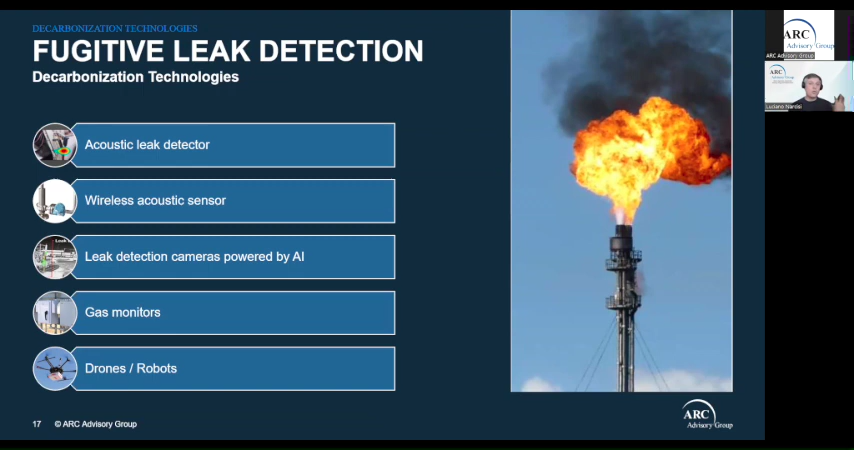 DECARBONIZATION TECHNOLOGIES
FUGITIVE LEAK DETECTION
Decarbonization Technologies
Acoustic leak detector
Wireless acoustic sensor
Leak detection cameras powered by AI
Gas monitors
Drones / Robots
17 © ARC Advisory Group
ARC
Advisory Group
ARC
Advisory Group
ARC Advisory Group
ARC
Luciano Narcisi